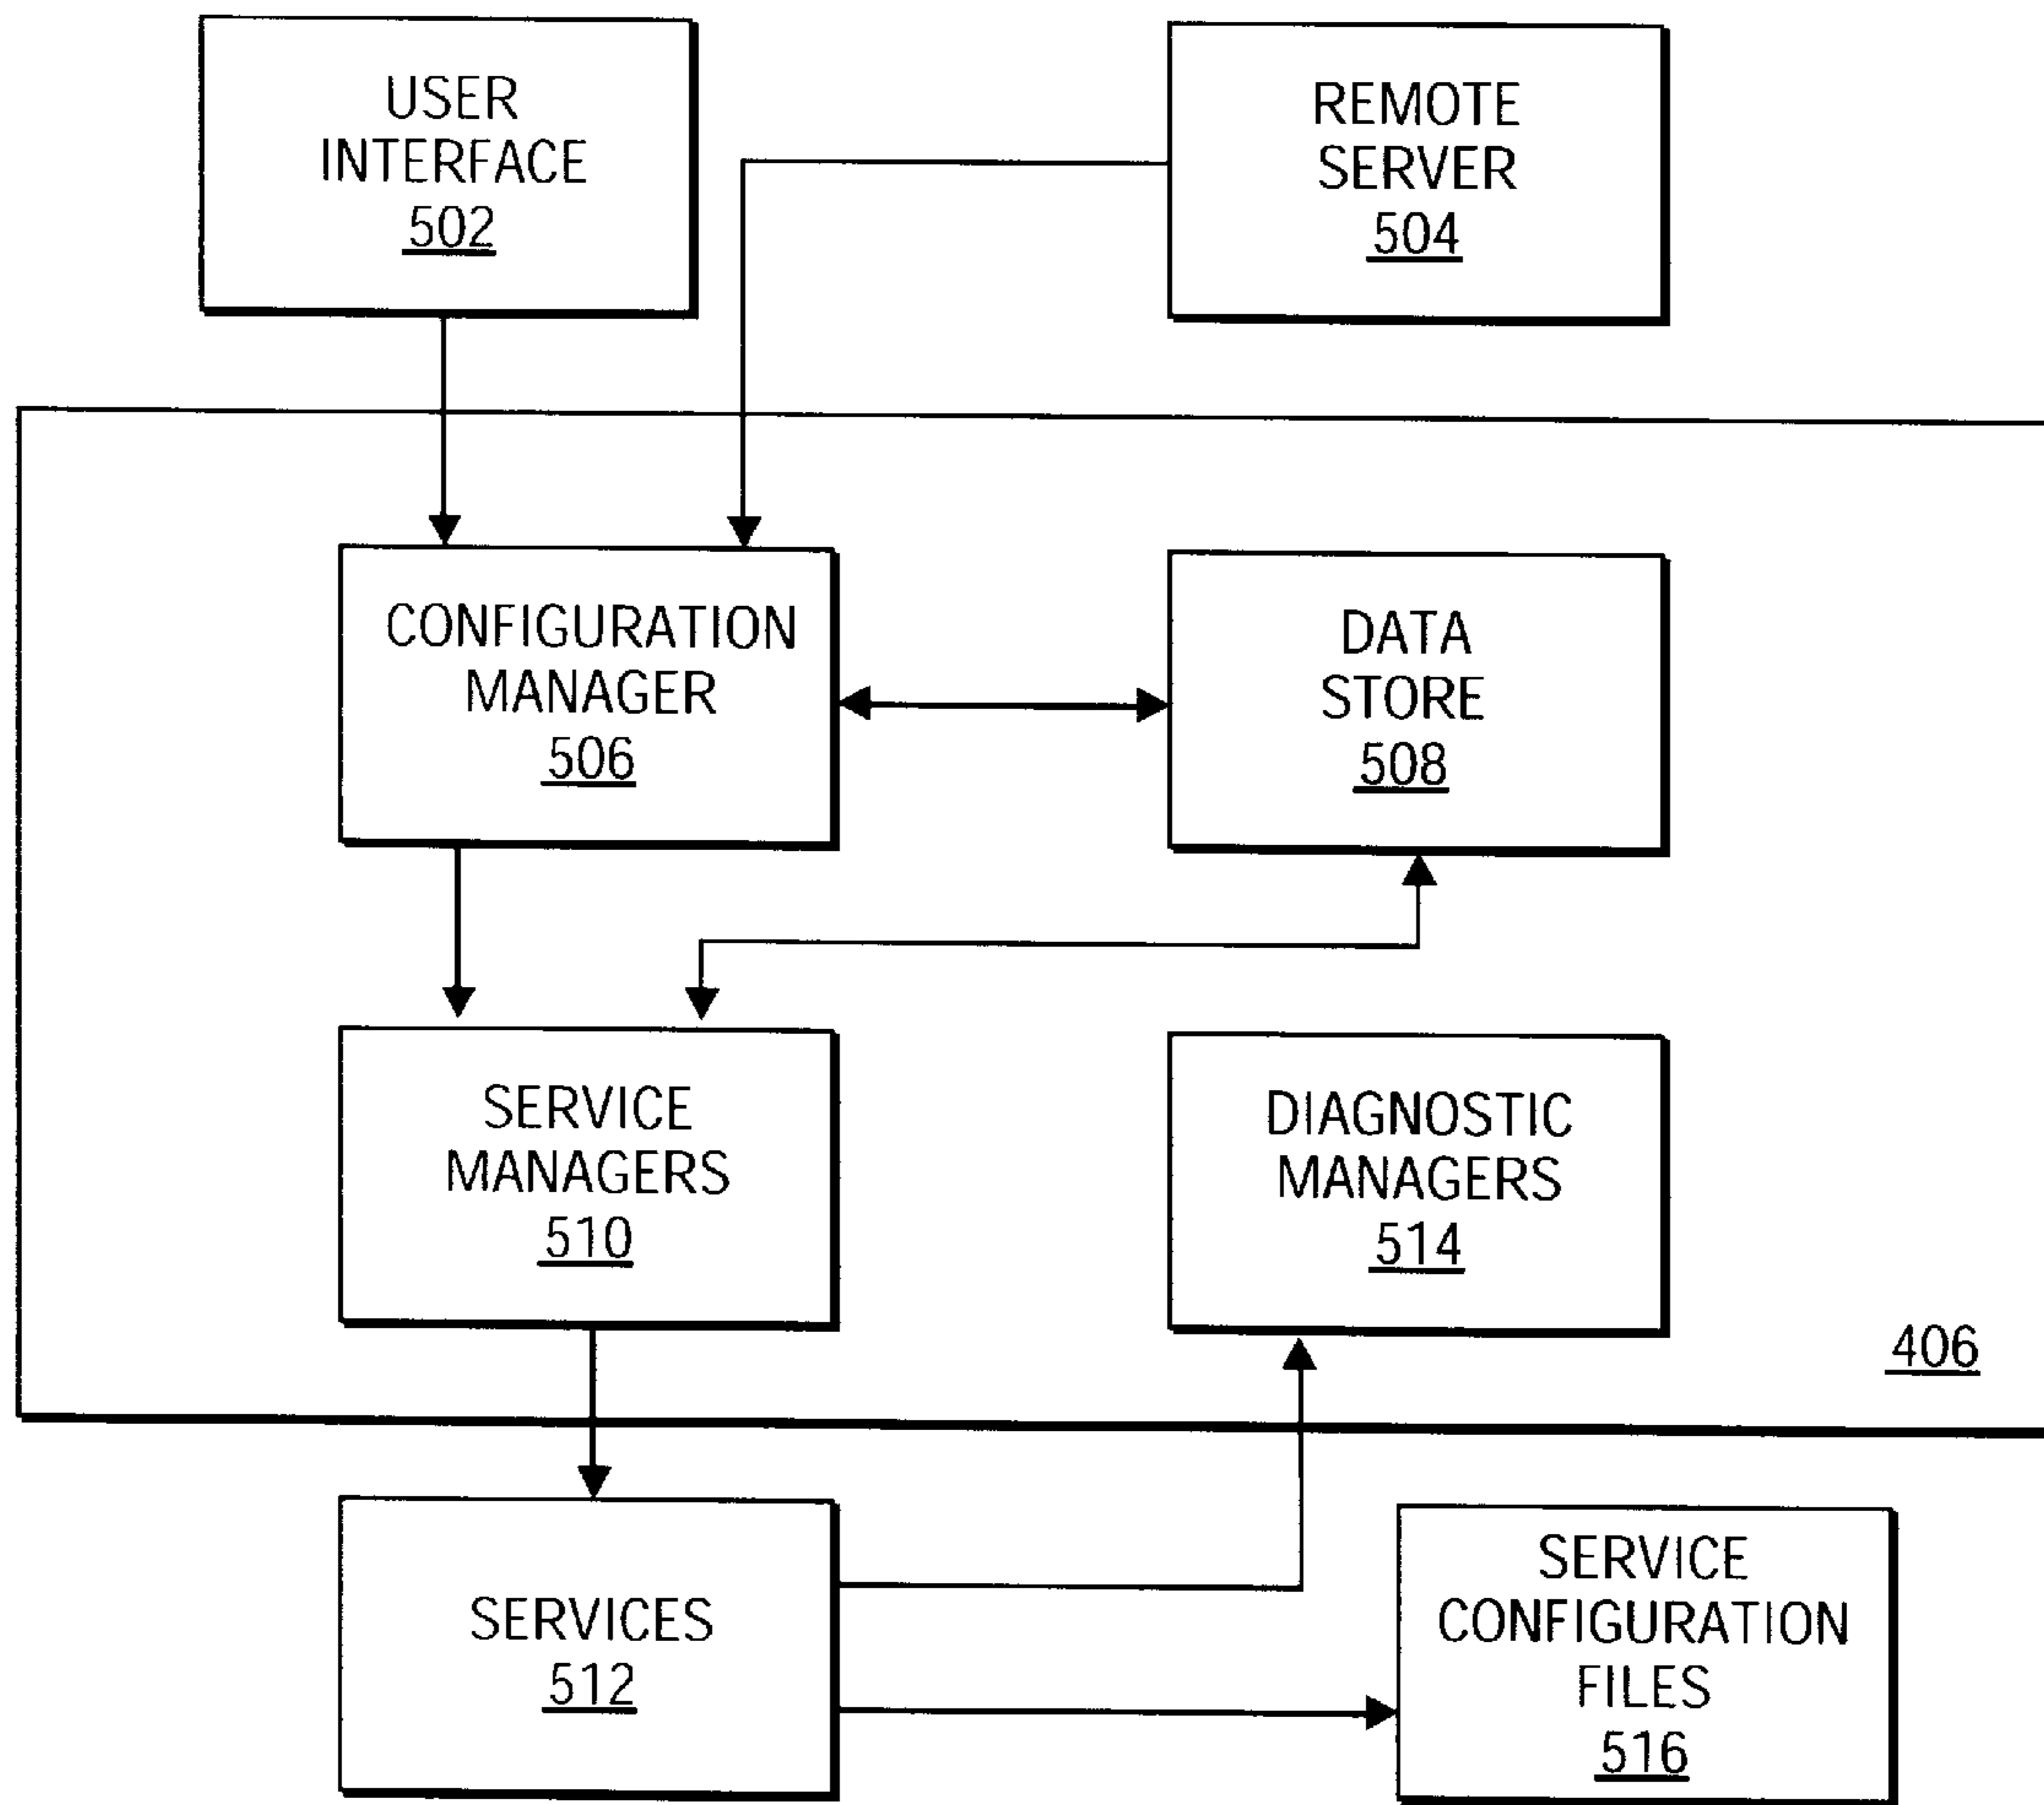 USER
INTERFACE
502
REMOTE
SERVER
504
CONFIGURATION
MANAGER
506
DATA
STORE
508
SERVICE
MANAGERS
510
DIAGNOSTIC
MANAGERS
514
406
SERVICES
512
SERVICE
CONFIGURATION
FILES
516